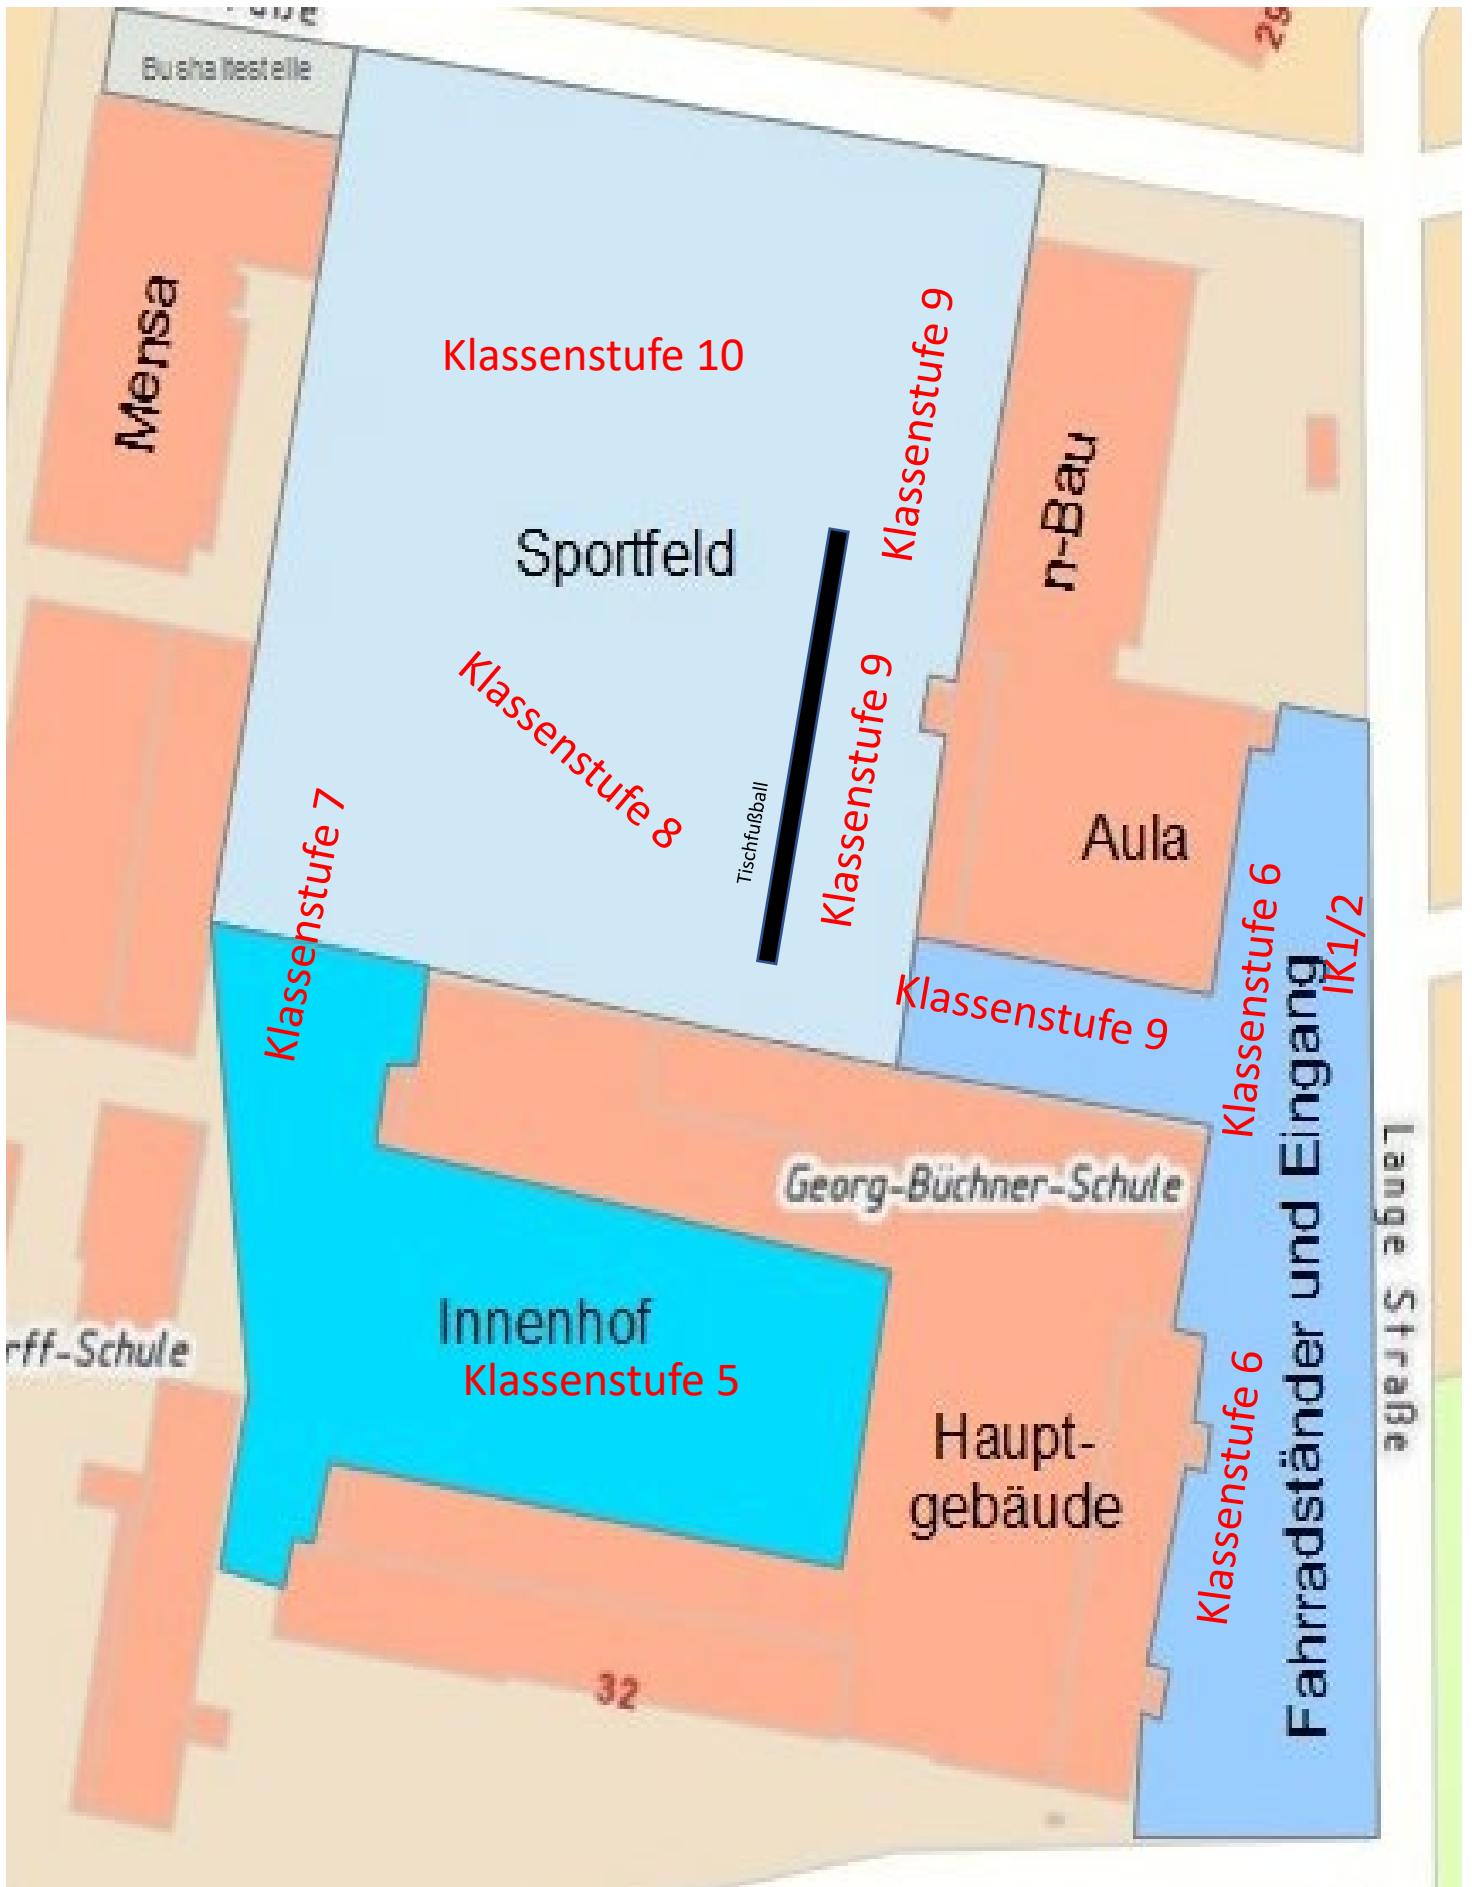 29
Bushaltestelle
Mensa
Klassenstufe 10
Klassenstufe 9
n-Bau
Sportfeld
Klassenstufe 8
Tischfußball
Klassenstufe 9
Aula
Klassenstufe 7
Klassenstufe 9
Klassenstufe 6
IK1/2
Fahrradständer und Eingang
Georg-Büchner-Schule
Lange Straße
Innenhof
Klassenstufe 5
rff-Schule
Haupt-
gebäude
Klassenstufe 6
32